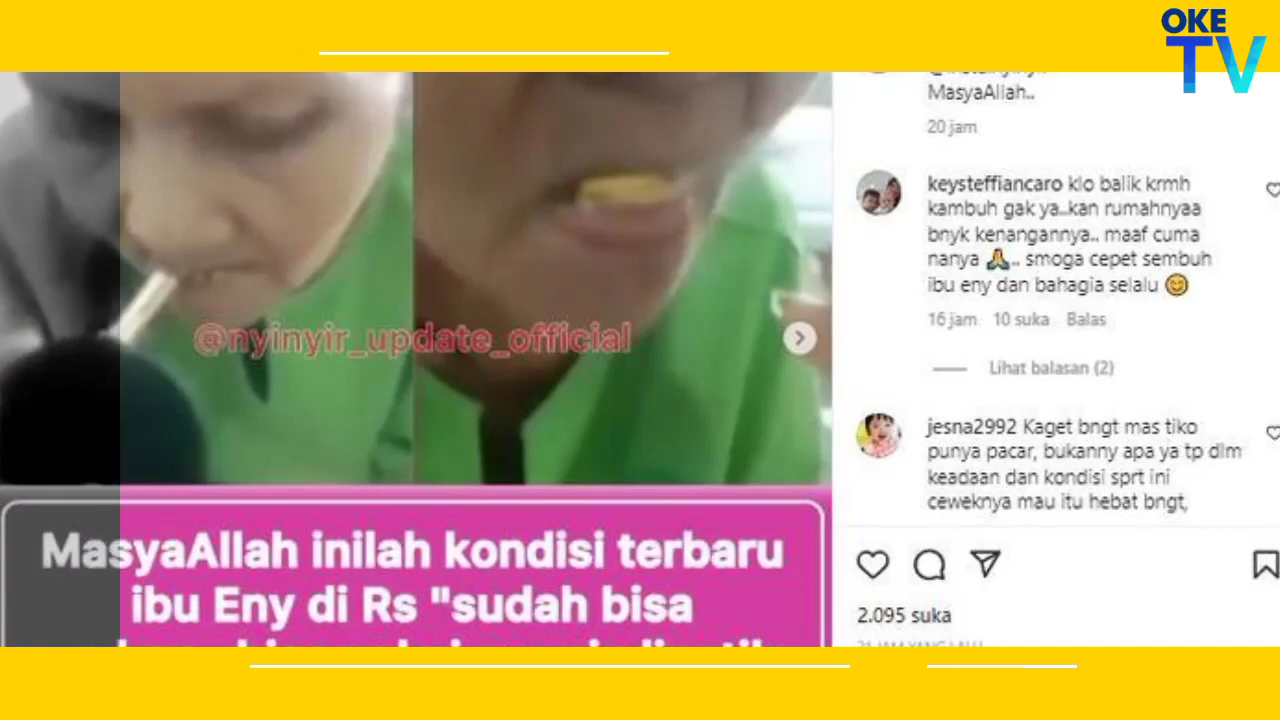 OKE
TV
MasyaAllah..
20 jam
keysteffiancaro klo balik krmh
kambuh gak ya..kan rumahnyaa
bnyk kenangannya.. maaf cuma
nanya 🙏.. smoga cepet sembuh
ibu eny dan bahagia selalu 😊
16 jam 10 suka Balas
Lihat balasan (2)
jesna2992 Kaget bngt mas tiko
punya pacar, bukanny apa ya tp dlm
keadaan dan kondisi sprt ini
ceweknya mau itu hebat bngt,
2.095 suka
@nyinyir_update_official
MasyaAllah inilah kondisi terbaru
ibu Eny di Rs "sudah bisa